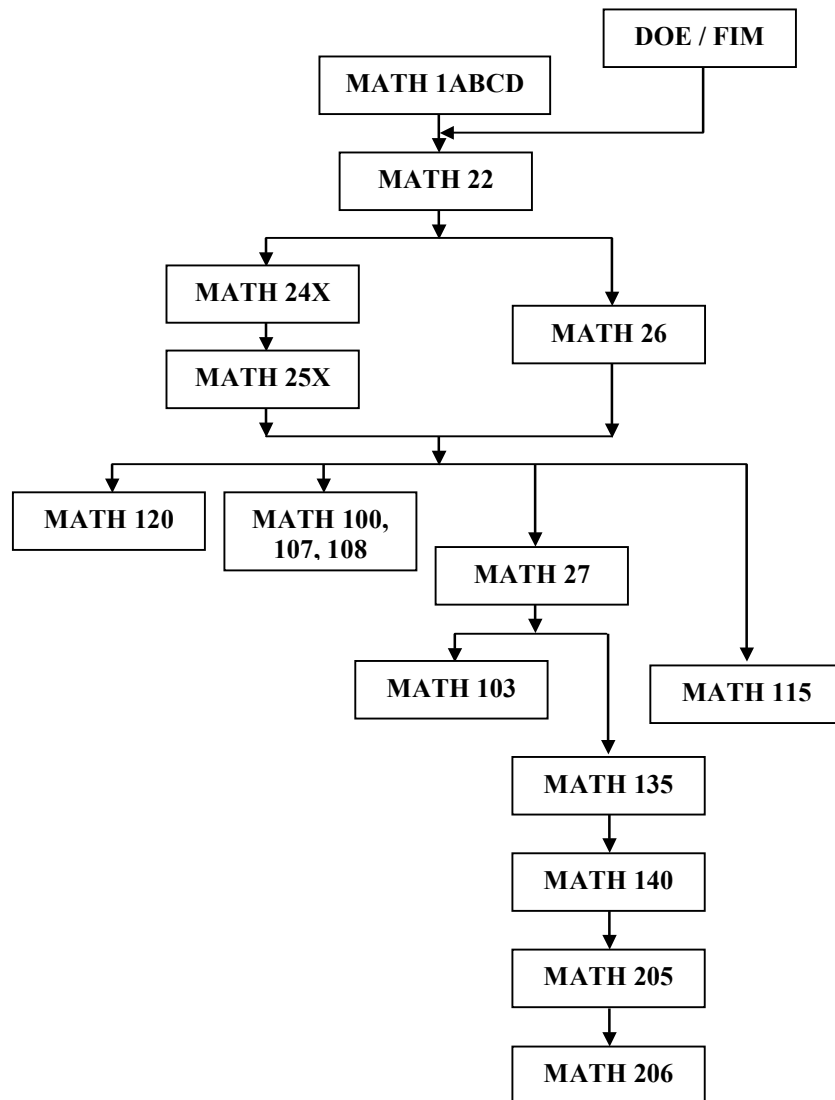 DOE / FIM
MATH 1ABCD
MATH 22
MATH 24X
MATH 26
MATH 25X
MATH 120
MATH 100,
107, 108
MATH 27
MATH 103
MATH 115
MATH 135
MATH 140
MATH 205
MATH 206